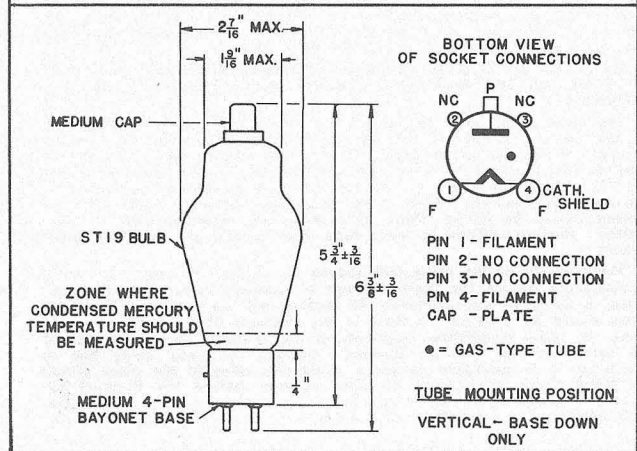 2 7/16" MAX.
1 9/16" MAX.
MEDIUM CAP
ST19 BULB
ZONE WHERE
CONDENSED MERCURY
TEMPERATURE SHOULD
BE MEASURED
MEDIUM 4-PIN
BAYONET BASE
5 3/4" ± 3/16
6 3/8" ± 3/16
1/4"
BOTTOM VIEW
OF SOCKET CONNECTIONS
P
NC
NC
2
3
1
4
CATH.
SHIELD
F
F
PIN 1 - FILAMENT
PIN 2 - NO CONNECTION
PIN 3 - NO CONNECTION
PIN 4 - FILAMENT
CAP - PLATE
● = GAS-TYPE TUBE
TUBE MOUNTING POSITION
VERTICAL - BASE DOWN
ONLY